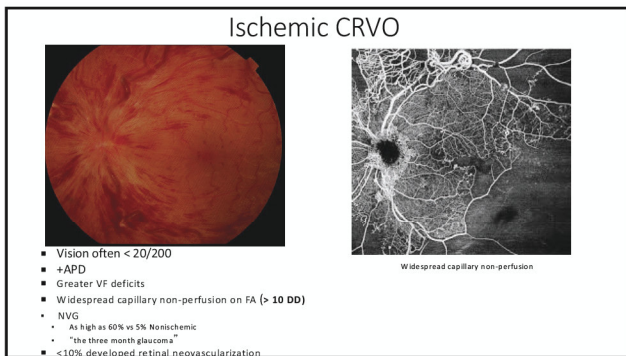 Ischemic CRVO
Vision often < 20/200
+APD
Greater VF deficits
Widespread capillary non-perfusion on FA (> 10 DD)
NVG
As high as 60% vs 5% Nonischemic
"the three month glaucoma"
<10% developed retinal neovascularization
Widespread capillary non-perfusion